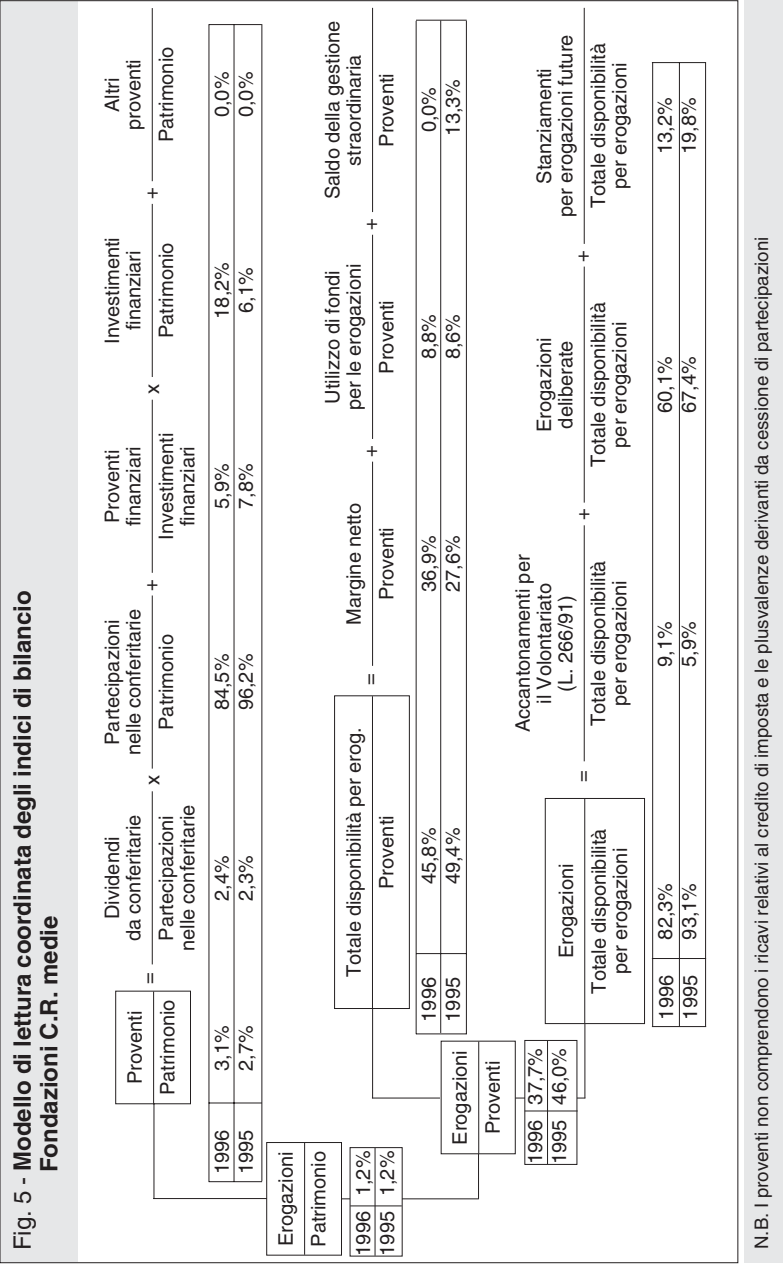 Fig. 5 - Modello di lettura coordinata degli indici di bilancio
Fondazioni C.R. medie
Proventi
Patrimonio
=
Dividendi
da conferitarie
Partecipazioni
nelle conferitarie
x
Partecipazioni
nelle conferitarie
Patrimonio
+
Proventi
finanziari
Investimenti
finanziari
x
Investimenti
finanziari
Patrimonio
+
Altri
proventi
Patrimonio
1996 3,1% 2,4% 84,5% 5,9% 18,2% 0,0%
1995 2,7% 2,3% 96,2% 7,8% 6,1% 0,0%
Erogazioni
Patrimonio
1996 1,2%
1995 1,2%
Totale disponibilità per erog.
Proventi
=
Margine netto
Proventi
+
Utilizzo di fondi
per le erogazioni
Proventi
+
Saldo della gestione
straordinaria
Proventi
1996 45,8% 36,9% 8,8% 0,0%
1995 49,4% 27,6% 8,6% 13,3%
Erogazioni
Proventi
1996 37,7%
1995 46,0%
Erogazioni
Totale disponibilità
per erogazioni
=
Accantonamenti per
il Volontariato
(L. 266/91)
Totale disponibilità
per erogazioni
+
Erogazioni
deliberate
Totale disponibilità
per erogazioni
+
Stanziamenti
per erogazioni future
Totale disponibilità
per erogazioni
1996 82,3% 9,1% 60,1% 13,2%
1995 93,1% 5,9% 67,4% 19,8%
N.B. I proventi non comprendono i ricavi relativi al credito di imposta e le plusvalenze derivanti da cessione di partecipazioni